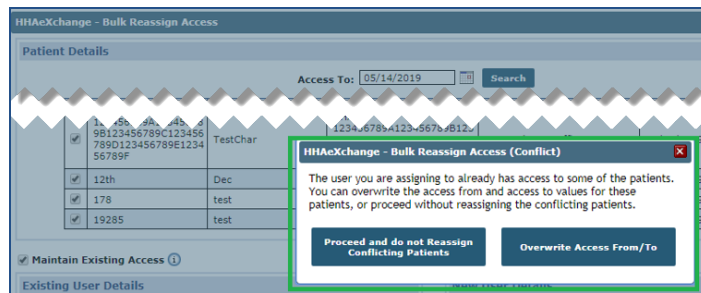 HHAeXchange - Bulk Reassign Access
Patient Details
Access To: 05/14/2019 Search
9B123456789C123456
789D123456789E1234
56789F
TestChar
123456789A123456789B123
12th Dec
178 test
19285 test
HHAeXchange - Bulk Reassign Access (Conflict)
The user you are assigning to already has access to some of the patients.
You can overwrite the access from and access to values for these
patients, or proceed without reassigning the conflicting patients.
Proceed and do not Reassign
Conflicting Patients
Overwrite Access From/To
Maintain Existing Access
Existing User Details
New User Details